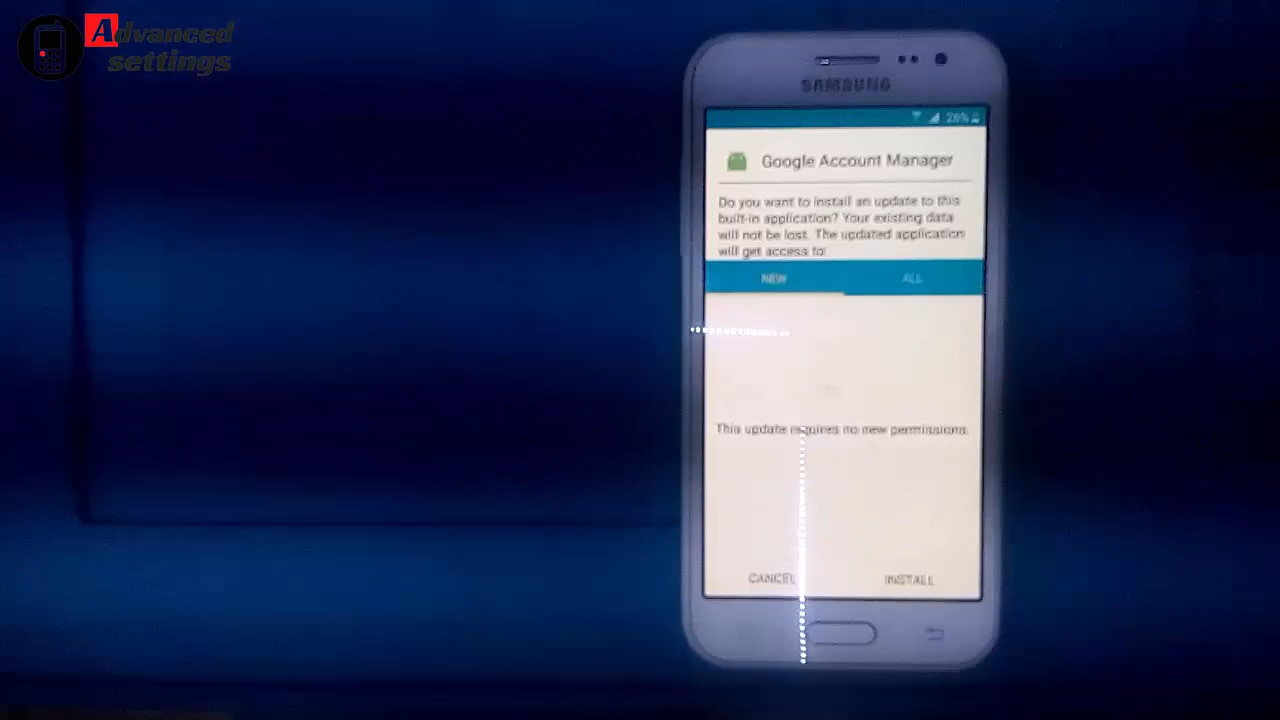 Advanced
settings
SAMSUNG
26%
Google Account Manager
Do you want to install an update to this
built-in application? Your existing data
will not be lost. The updated application
will get access to:
NEW ALL
This update requires no new permissions.
CANCEL INSTALL